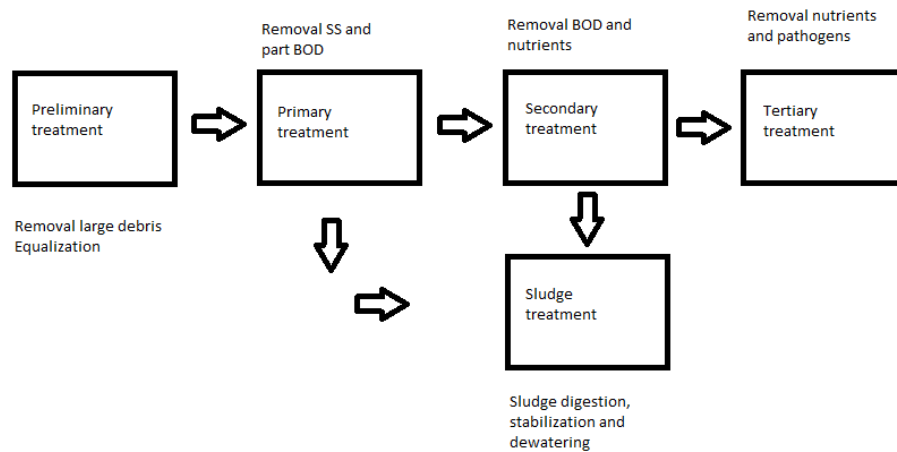 Removal SS and
part BOD
Removal BOD and
nutrients
Removal nutrients
and pathogens
Preliminary
treatment
Primary
treatment
Secondary
treatment
Tertiary
treatment
Removal large debris
Equalization
Sludge
treatment
Sludge digestion,
stabilization and
dewatering